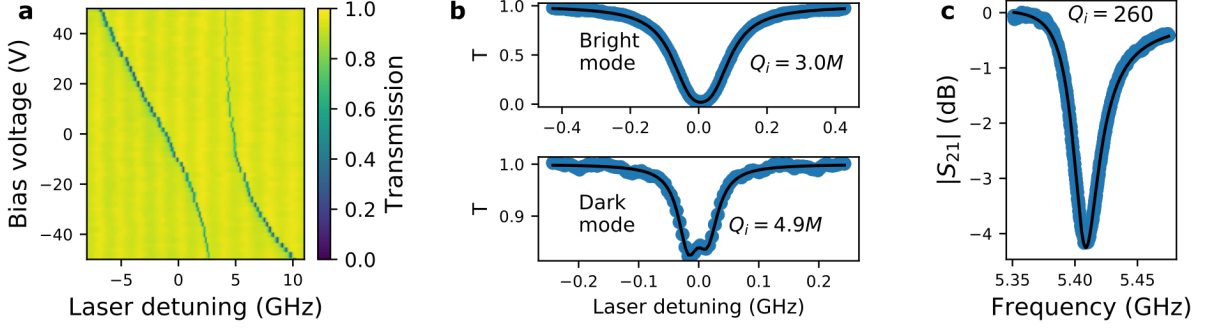 a
Bias voltage (V)
40
20
0
−20
−40
−5
0
5
10
Laser detuning (GHz)
1.0
0.8
0.6
0.4
0.2
0.0
Transmission
b
T
1.0
0.5
0.0
Bright
mode
Qi = 3.0M
−0.4
−0.2
0.0
0.2
0.4
T
1.0
0.9
Dark
mode
Qi = 4.9M
−0.2
−0.1
0.0
0.1
0.2
Laser detuning (GHz)
c
|S21| (dB)
0
−1
−2
−3
−4
Qi = 260
5.35
5.40
5.45
Frequency (GHz)